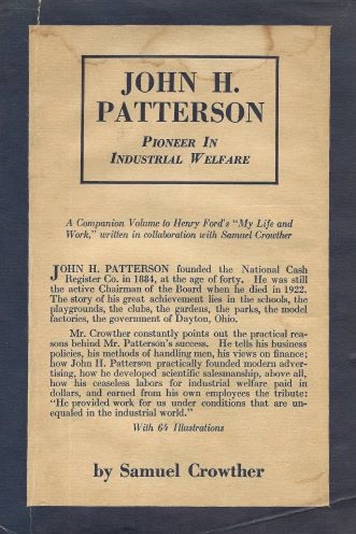 JOHN H.
PATTERSON
PIONEER IN
INDUSTRIAL WELFARE
A Companion Volume to Henry Ford's "My Life and
Work," written in collaboration with Samuel Crowther
JOHN H. PATTERSON founded the National Cash
Register Co. in 1884, at the age of forty. He was still
the active Chairman of the Board when he died in 1922.
The story of his great achievement lies in the schools, the
playgrounds, the clubs, the gardens, the parks, the model
factories, the government of Dayton, Ohio.
Mr. Crowther constantly points out the practical rea-
sons behind Mr. Patterson's success. He tells his business
policies, his methods of handling men, his views on finance;
how John H. Patterson practically founded modern adver-
tising, how he developed scientific salesmanship, above all,
how his ceaseless labors for industrial welfare paid in
dollars, and earned from his own employees the tribute:
"He provided work for us under conditions that are un-
equaled in the industrial world."
With 64 Illustrations
by Samuel Crowther